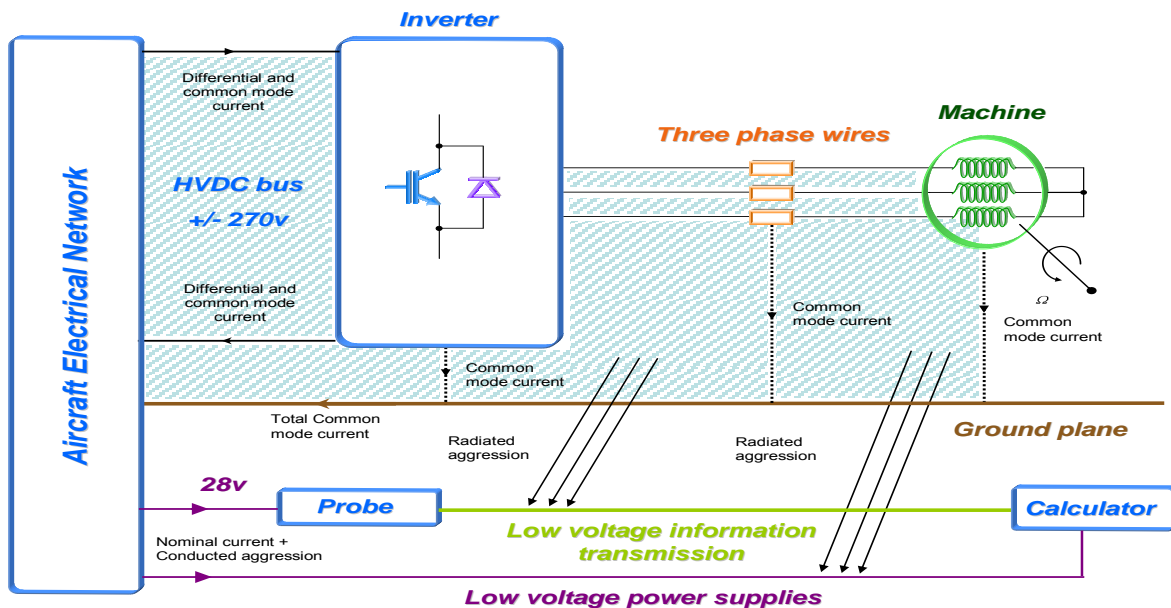 Inverter
Aircraft Electrical Network
Differential and
common mode
current
HVDC bus
+/- 270v
Differential and
common mode
current
Three phase wires
Machine
Ω
Common
mode current
Common
mode current
Common
mode current
Total Common
mode current
Ground plane
Radiated
aggression
Radiated
aggression
28v
Probe
Calculator
Low voltage information
transmission
Nominal current +
Conducted aggression
Low voltage power supplies